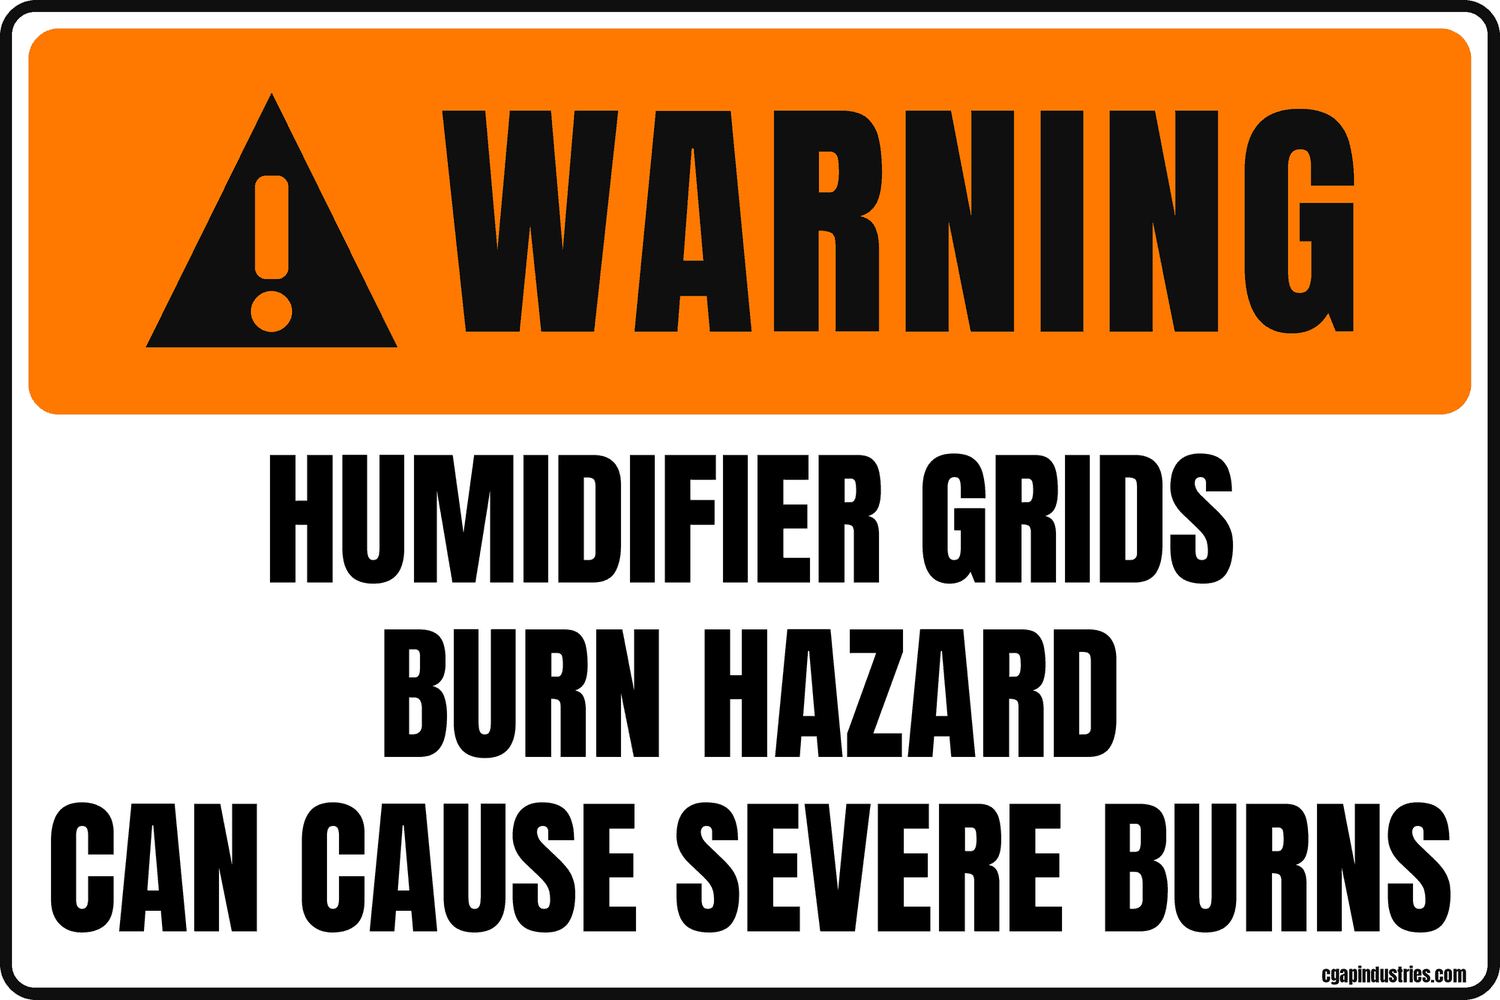 WARNING
HUMIDIFIER GRIDS
BURN HAZARD
CAN CAUSE SEVERE BURNS
cgapindustries.com